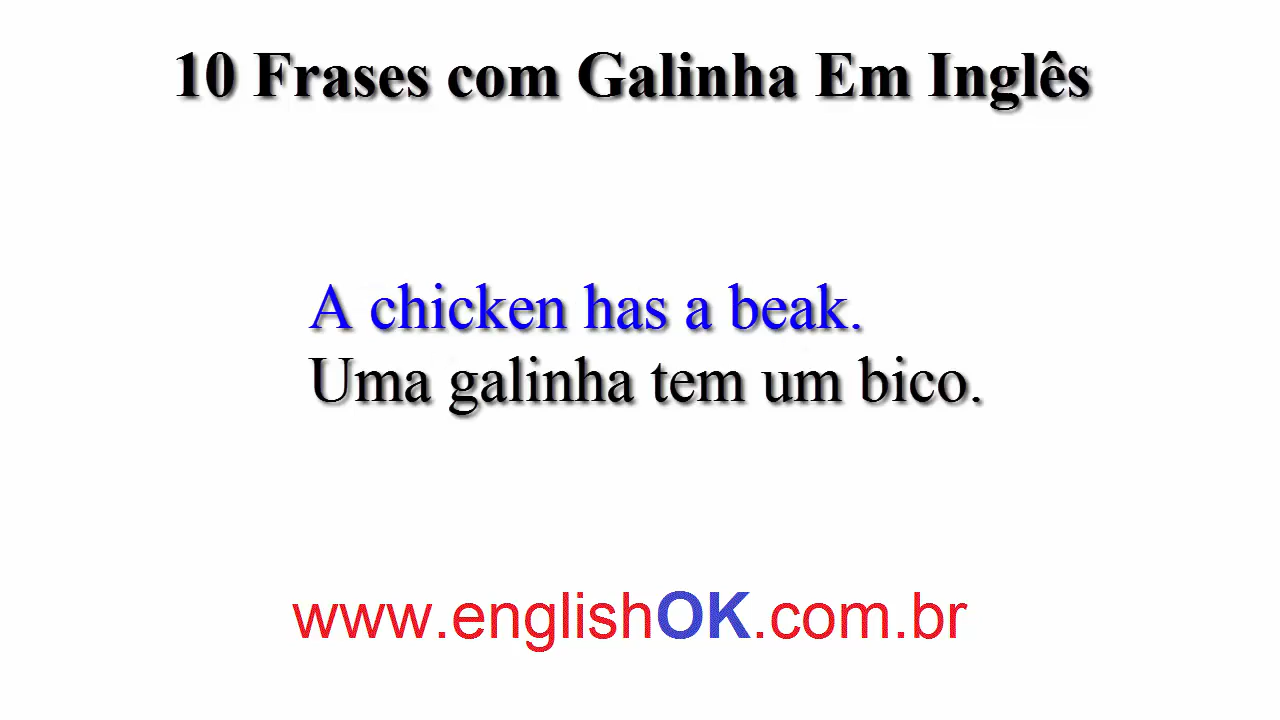 10 Frases com Galinha Em Inglês
A chicken has a beak.
Uma galinha tem um bico.
www.englishOK.com.br